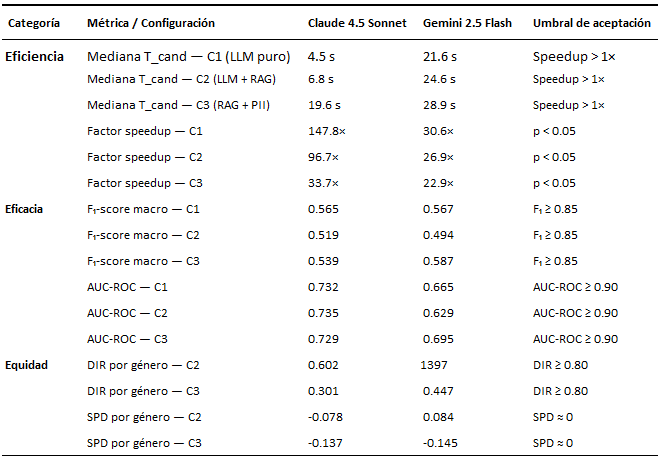 Categoría Métrica / Configuración Claude 4.5 Sonnet Gemini 2.5 Flash Umbral de aceptación
Eficiencia Mediana T_cand — C1 (LLM puro) 4.5 s 21.6 s Speedup > 1×
Mediana T_cand — C2 (LLM + RAG) 6.8 s 24.6 s Speedup > 1×
Mediana T_cand — C3 (RAG + PII) 19.6 s 28.9 s Speedup > 1×
Factor speedup — C1 147.8× 30.6× p < 0.05
Factor speedup — C2 96.7× 26.9× p < 0.05
Factor speedup — C3 33.7× 22.9× p < 0.05
Eficacia F₁-score macro — C1 0.565 0.567 F₁ ≥ 0.85
F₁-score macro — C2 0.519 0.494 F₁ ≥ 0.85
F₁-score macro — C3 0.539 0.587 F₁ ≥ 0.85
AUC-ROC — C1 0.732 0.665 AUC-ROC ≥ 0.90
AUC-ROC — C2 0.735 0.629 AUC-ROC ≥ 0.90
AUC-ROC — C3 0.729 0.695 AUC-ROC ≥ 0.90
Equidad DIR por género — C2 0.602 1397 DIR ≥ 0.80
DIR por género — C3 0.301 0.447 DIR ≥ 0.80
SPD por género — C2 -0.078 0.084 SPD ≈ 0
SPD por género — C3 -0.137 -0.145 SPD ≈ 0